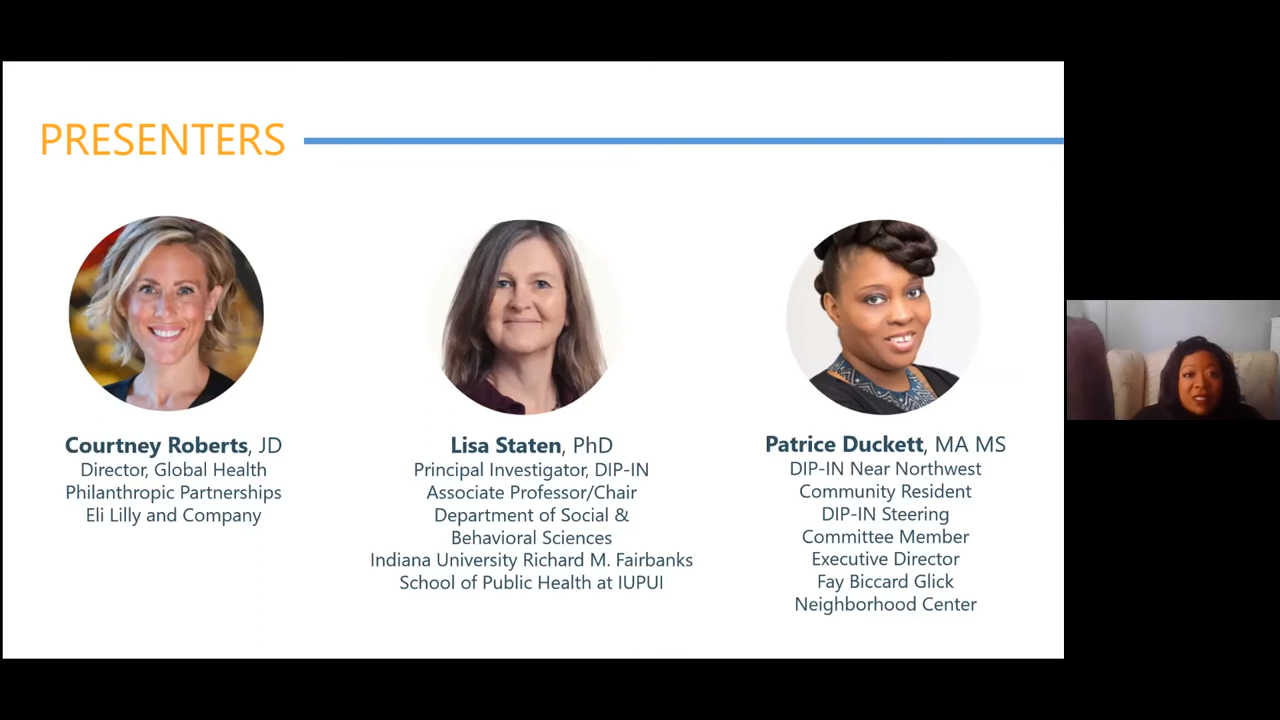 PRESENTERS
Courtney Roberts, JD
Director, Global Health
Philanthropic Partnerships
Eli Lilly and Company
Lisa Staten, PhD
Principal Investigator, DIP-IN
Associate Professor/Chair
Department of Social &
Behavioral Sciences
Indiana University Richard M. Fairbanks
School of Public Health at IUPUI
Patrice Duckett, MA MS
DIP-IN Near Northwest
Community Resident
DIP-IN Steering
Committee Member
Executive Director
Fay Biccard Glick
Neighborhood Center